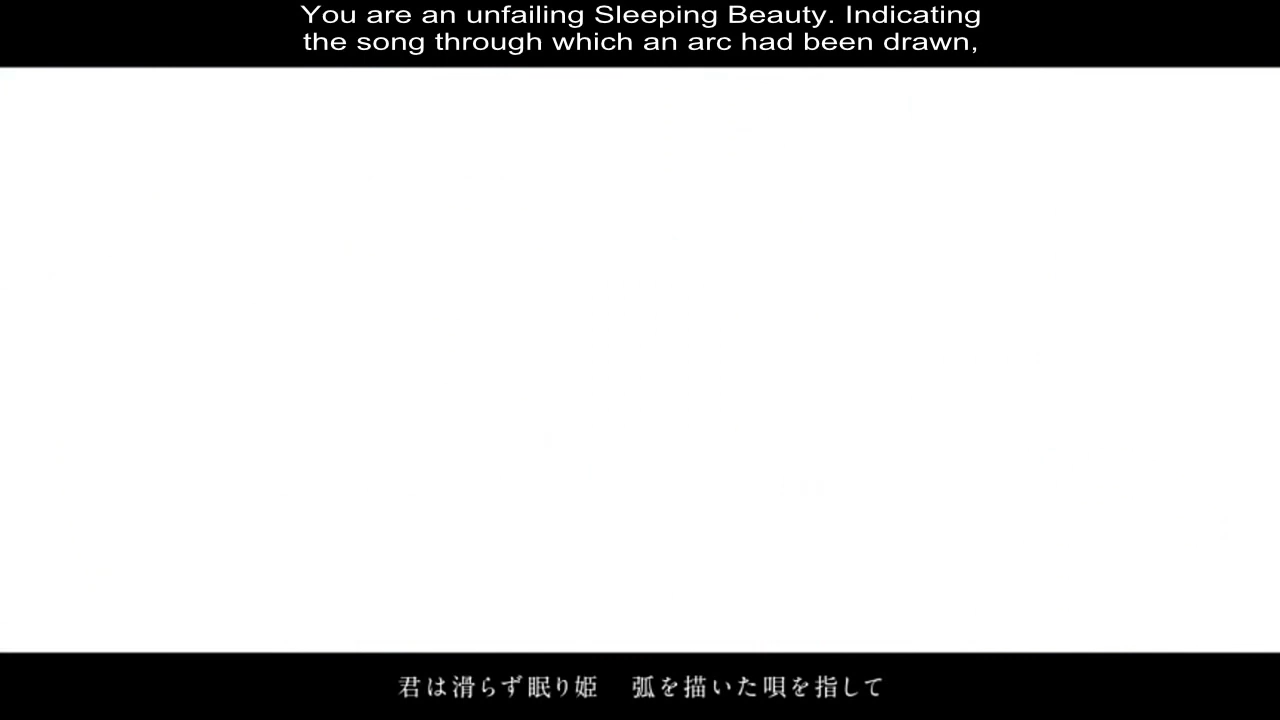 You are an unfailing Sleeping Beauty. Indicating
the song through which an arc had been drawn,
君は滑らず眠り姫　弧を描いた唄を指して